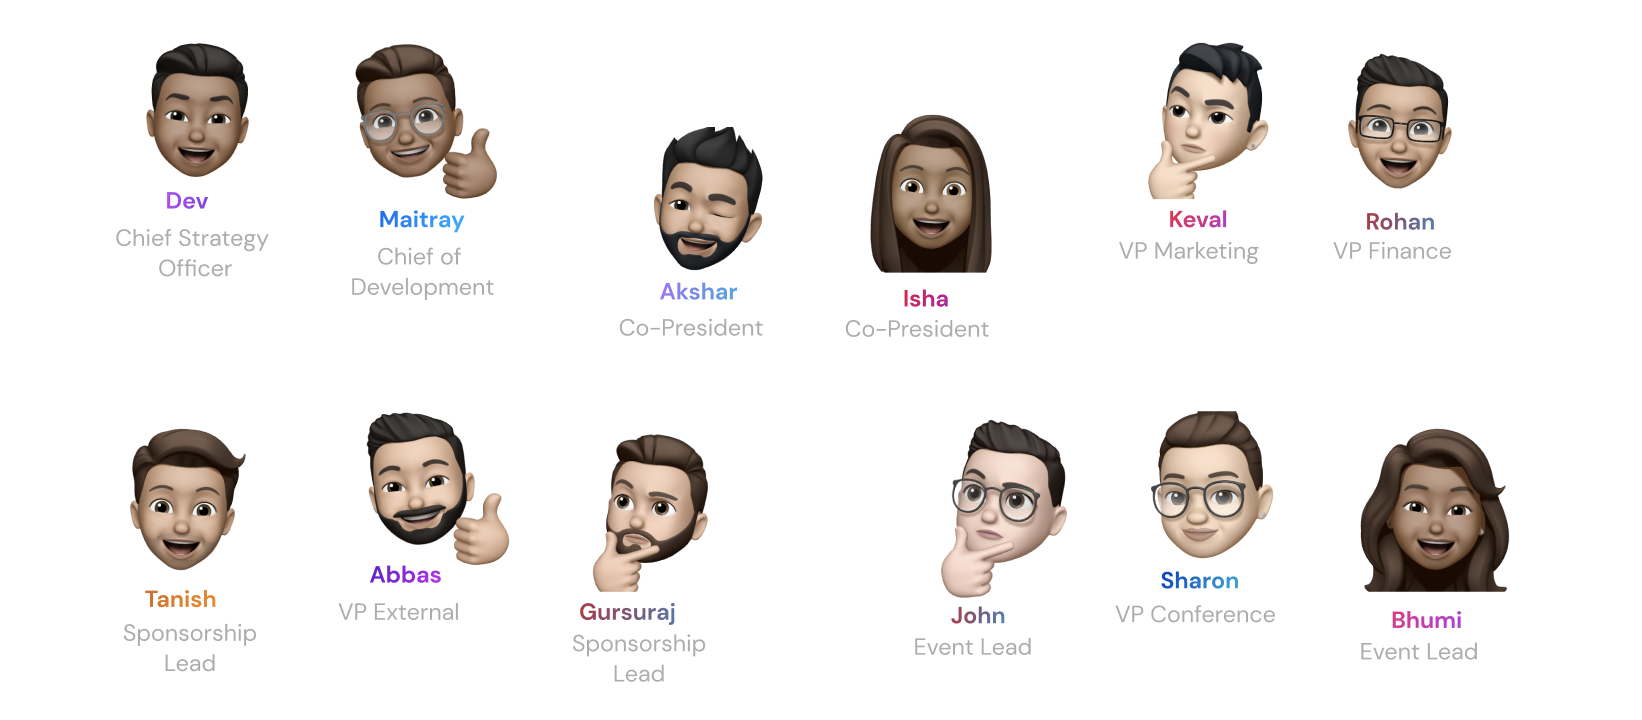 Dev
Chief Strategy
Officer
Maitray
Chief of
Development
Akshar
Co-President
Isha
Co-President
Keval
VP Marketing
Rohan
VP Finance
Tanish
Sponsorship
Lead
Abbas
VP External
Gursuraj
Sponsorship
Lead
John
Event Lead
Sharon
VP Conference
Bhumi
Event Lead